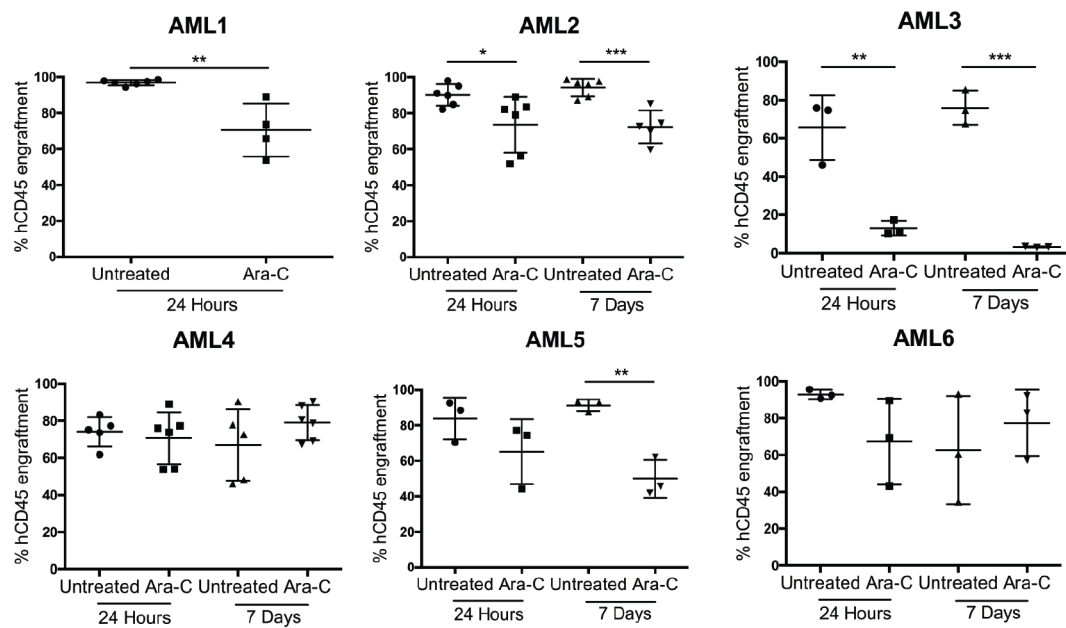 AML1
**
% hCD45 engraftment
100
80
60
40
20
0
Untreated Ara-C
24 Hours
AML2
* ***
% hCD45 engraftment
100
80
60
40
20
0
Untreated Ara-C Untreated Ara-C
24 Hours 7 Days
AML3
** ***
% hCD45 engraftment
100
80
60
40
20
0
Untreated Ara-C Untreated Ara-C
24 Hours 7 Days
AML4
% hCD45 engraftment
100
80
60
40
20
0
Untreated Ara-C Untreated Ara-C
24 Hours 7 Days
AML5
**
% hCD45 engraftment
100
80
60
40
20
0
Untreated Ara-C Untreated Ara-C
24 Hours 7 Days
AML6
% hCD45 engraftment
100
80
60
40
20
0
Untreated Ara-C Untreated Ara-C
24 Hours 7 Days